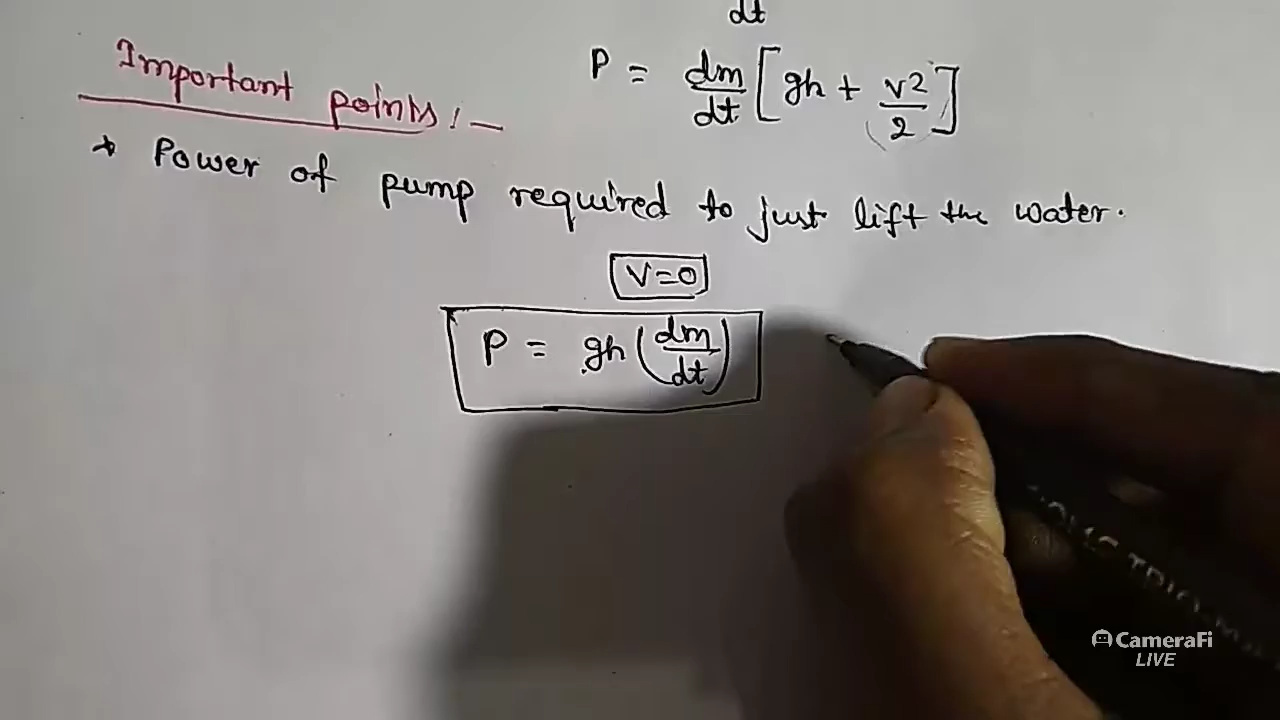 dt
P = dm/dt [gh + v²/2]
Important points:-
* Power of pump required to just lift the water.
V=0
P = gh (dm/dt)
CameraFi
LIVE